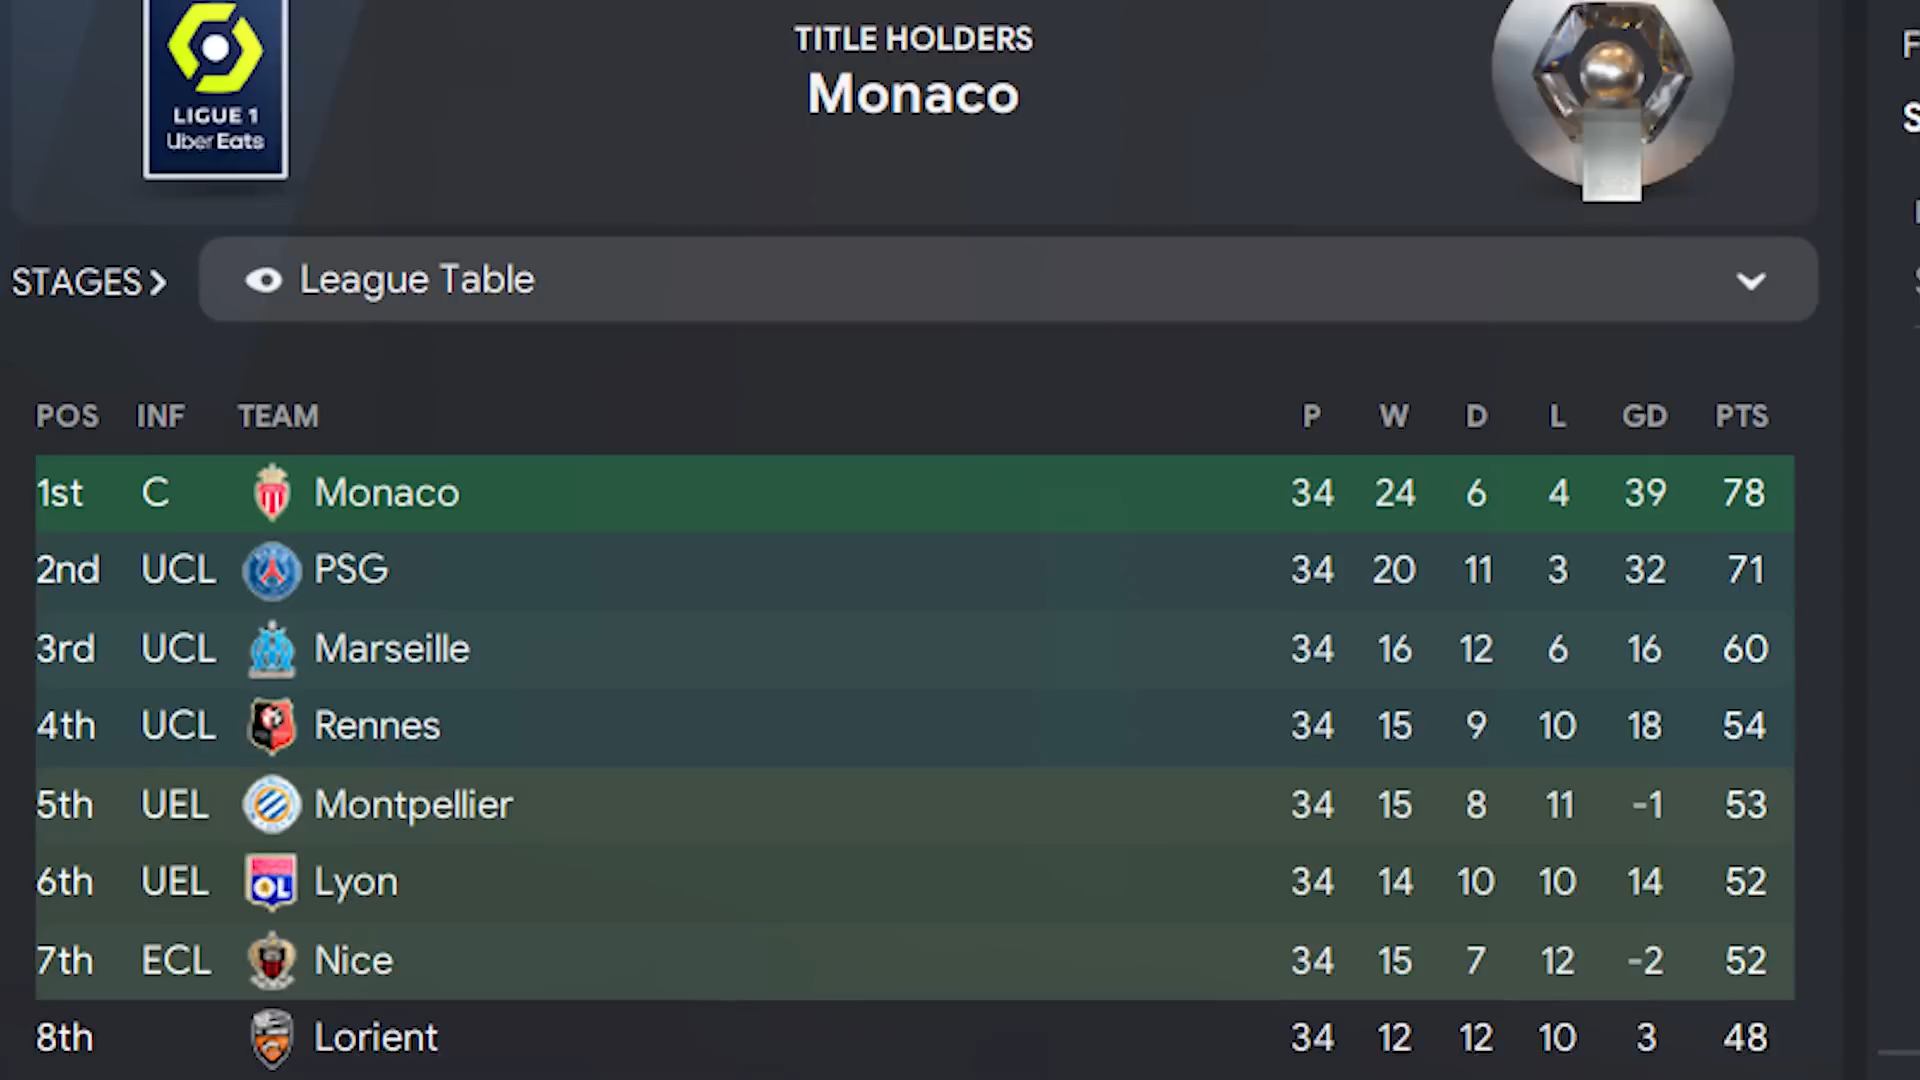 LIGUE 1
Uber Eats
TITLE HOLDERS
Monaco
STAGES
League Table
POS INF TEAM P W D L GD PTS
1st C Monaco 34 24 6 4 39 78
2nd UCL PSG 34 20 11 3 32 71
3rd UCL Marseille 34 16 12 6 16 60
4th UCL Rennes 34 15 9 10 18 54
5th UEL Montpellier 34 15 8 11 -1 53
6th UEL OL Lyon 34 14 10 10 14 52
7th ECL Nice 34 15 7 12 -2 52
8th Lorient 34 12 12 10 3 48